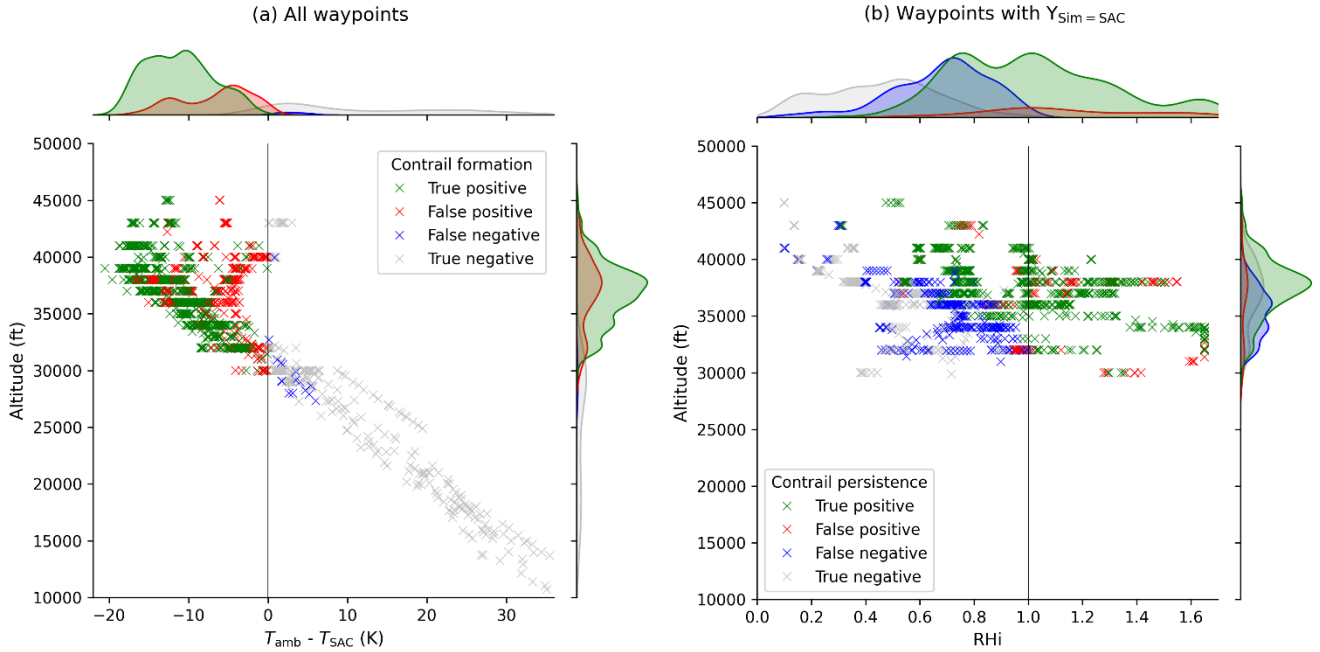 (a) All waypoints
50000
45000
40000
35000
30000
25000
20000
15000
10000
Altitude (ft)
Contrail formation
True positive
False positive
False negative
True negative
−20
−10
0
10
20
30
T_amb - T_SAC (K)
(b) Waypoints with Y_Sim = SAC
50000
45000
40000
35000
30000
25000
20000
15000
10000
Altitude (ft)
Contrail persistence
True positive
False positive
False negative
True negative
0.0
0.2
0.4
0.6
0.8
1.0
1.2
1.4
1.6
RHi